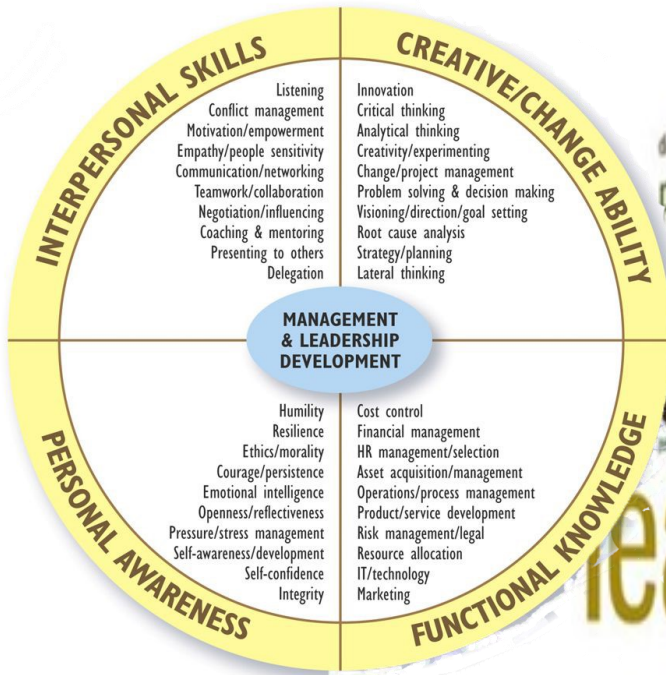 INTERPERSONAL SKILLS
Listening
Conflict management
Motivation/empowerment
Empathy/people sensitivity
Communication/networking
Teamwork/collaboration
Negotiation/influencing
Coaching & mentoring
Presenting to others
Delegation
CREATIVE/CHANGE ABILITY
Innovation
Critical thinking
Analytical thinking
Creativity/experimenting
Change/project management
Problem solving & decision making
Visioning/direction/goal setting
Root cause analysis
Strategy/planning
Lateral thinking
MANAGEMENT
& LEADERSHIP
DEVELOPMENT
PERSONAL AWARENESS
Humility
Resilience
Ethics/morality
Courage/persistence
Emotional intelligence
Openness/reflectiveness
Pressure/stress management
Self-awareness/development
Self-confidence
Integrity
FUNCTIONAL KNOWLEDGE
Cost control
Financial management
HR management/selection
Asset acquisition/management
Operations/process management
Product/service development
Risk management/legal
Resource allocation
IT/technology
Marketing